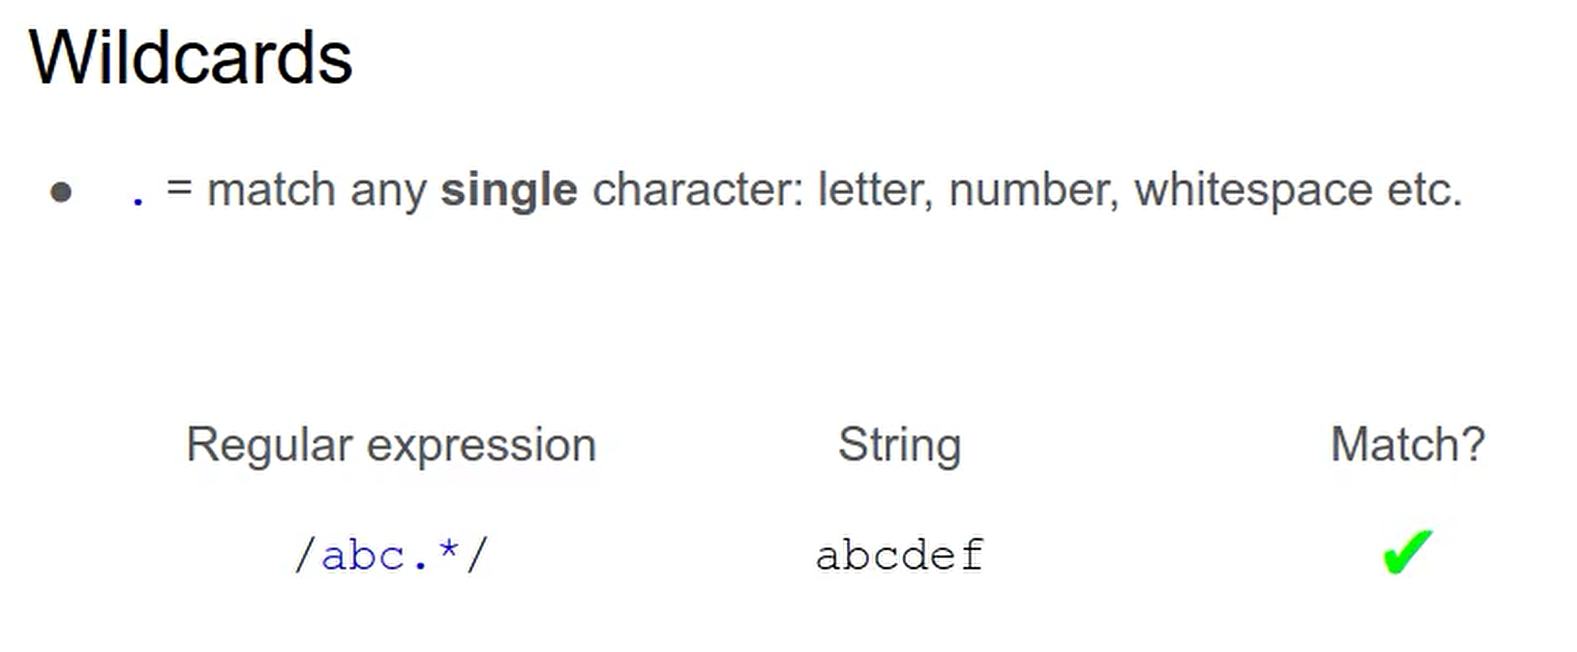 Wildcards
● . = match any single character: letter, number, whitespace etc.
Regular expression String Match?
/abc.*/ abcdef ✔